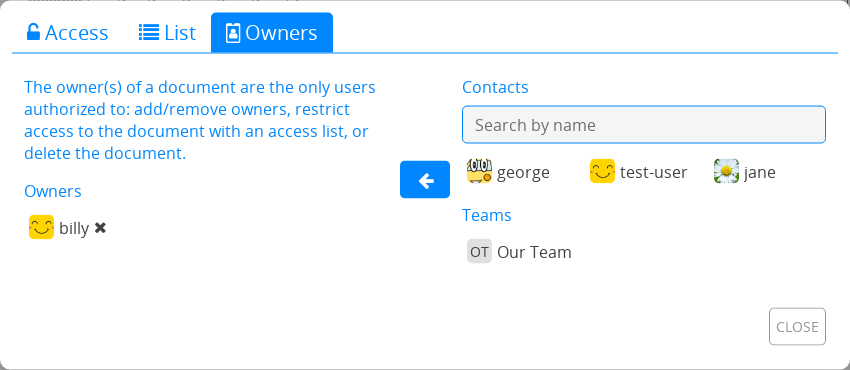 Access
List
Owners
The owner(s) of a document are the only users
authorized to: add/remove owners, restrict
access to the document with an access list, or
delete the document.
Owners
billy
Contacts
Search by name
george
test-user
jane
Teams
OT
Our Team
CLOSE